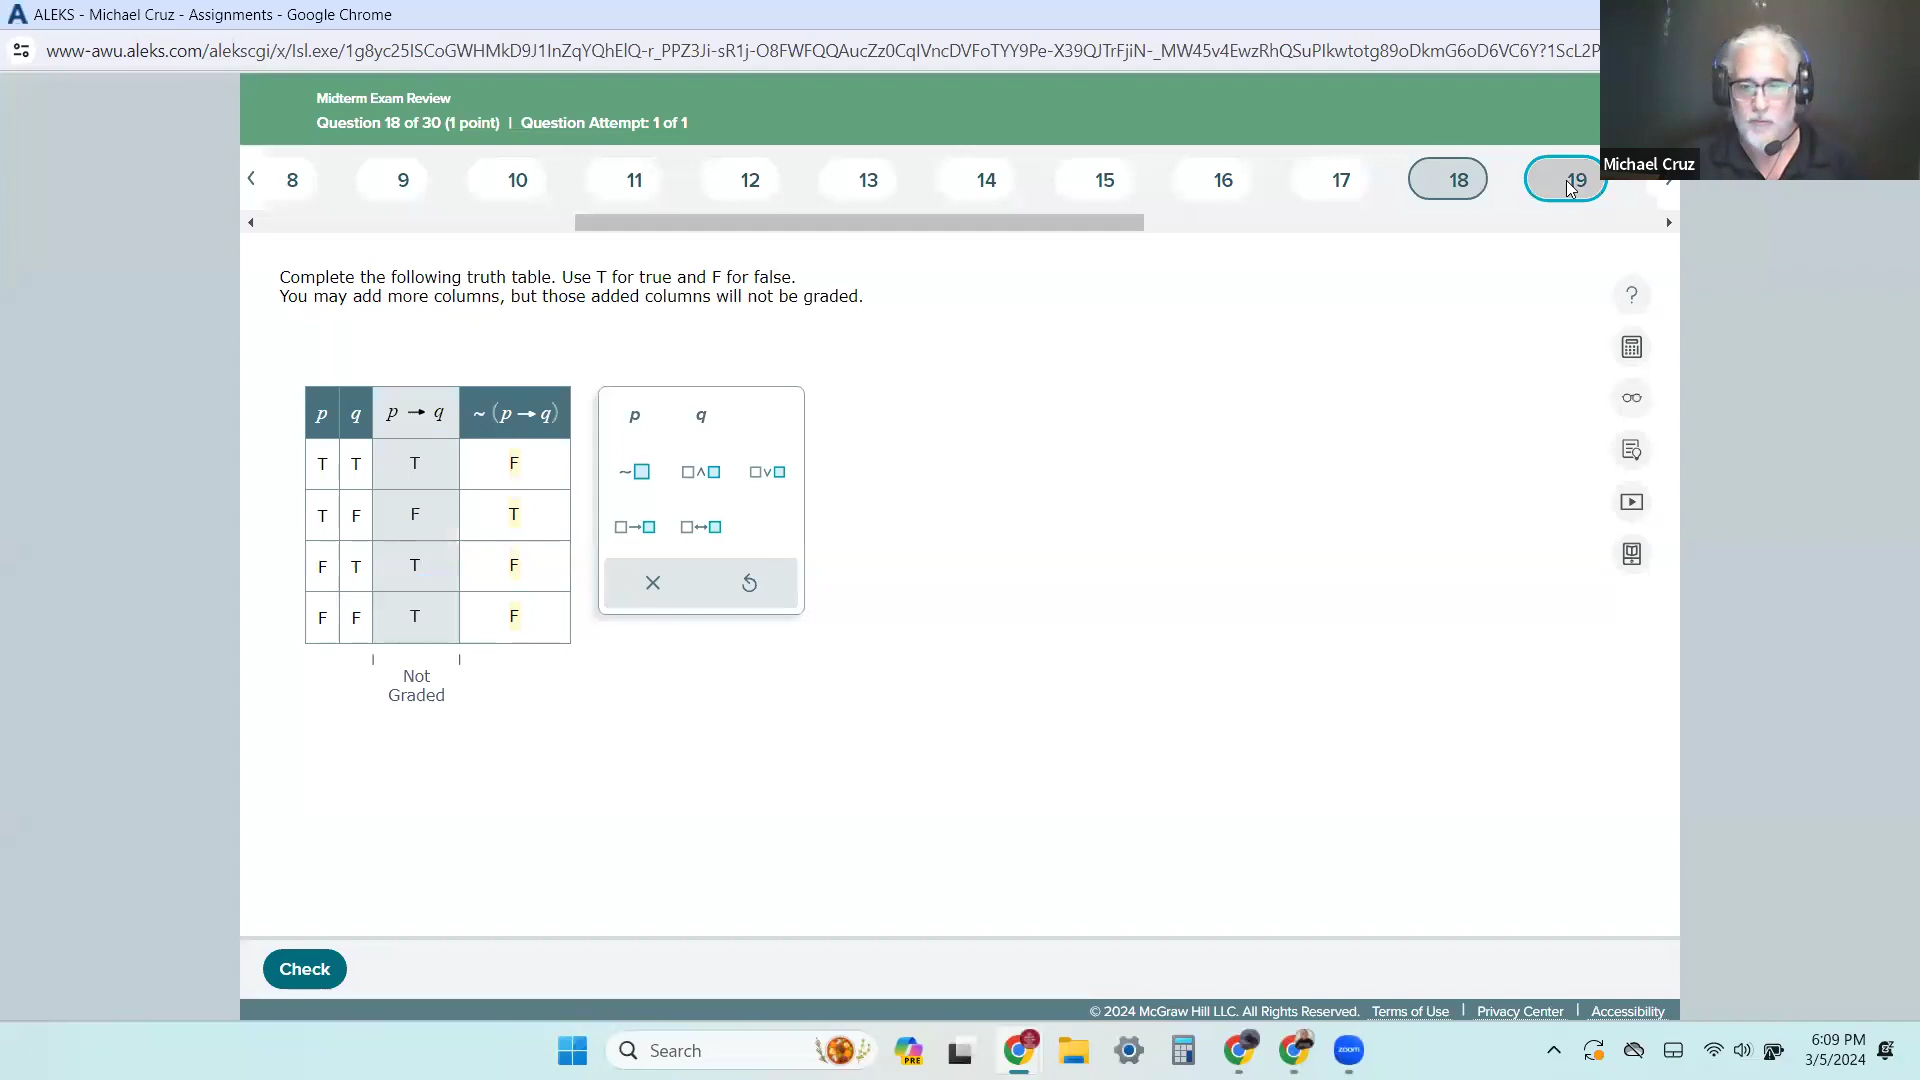 ALEKS - Michael Cruz - Assignments - Google Chrome
www-awu.aleks.com/alekscgi/x/Isl.exe/1g8yc25ISCoGWHMkD9J1InZqYQhElQ-r_PPZ3Ji-sR1j-O8FWFQQAucZz0CqIVncDVFoTYY9Pe-X39QJTrFjiN-_MW45v4EwzRhQSuPIkwtotg89oDkmG6oD6VC6Y?1ScL2P
Midterm Exam Review
Question 18 of 30 (1 point) | Question Attempt: 1 of 1
Michael Cruz
8 9 10 11 12 13 14 15 16 17 18 19
Complete the following truth table. Use T for true and F for false.
You may add more columns, but those added columns will not be graded.
p q p → q ~ (p → q)
T T T F
T F F T
F T T F
F F T F
Not
Graded
p q
~□ □∧□ □∨□
□→□ □↔□
Check
© 2024 McGraw Hill LLC. All Rights Reserved. Terms of Use | Privacy Center | Accessibility
Search
PRE
zoom
6:09 PM
3/5/2024